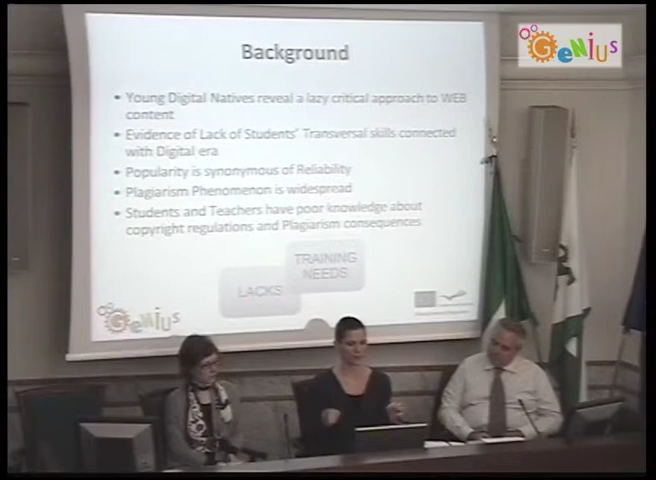 GeNIUS
Background
• Young Digital Natives reveal a lazy critical approach to WEB
content
• Evidence of Lack of Students' Transversal skills connected
with Digital era
• Popularity is synonymous of Reliability
• Plagiarism Phenomenon is widespread
• Students and Teachers have poor knowledge about
copyright regulations and Plagiarism consequences
TRAINING
NEEDS
LACKS
GeNIUS